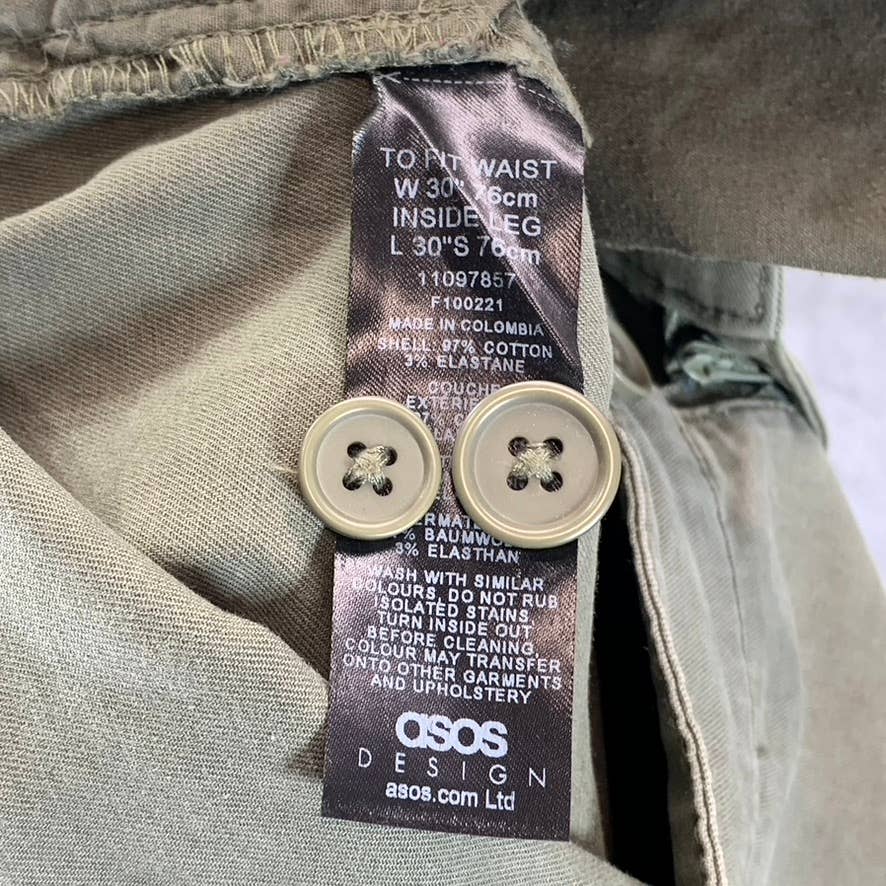 TO FIT WAIST
W 30" 76cm
INSIDE LEG
L 30"S 76cm
11097857
F100221
MADE IN COLOMBIA
SHELL: 97% COTTON
3% ELASTANE
3% ELASTHAN
WASH WITH SIMILAR
COLOURS, DO NOT RUB
ISOLATED STAINS,
TURN INSIDE OUT
BEFORE CLEANING,
COLOUR MAY TRANSFER
ONTO OTHER GARMENTS
AND UPHOLSTERY
asos
DESIGN
asos.com Ltd